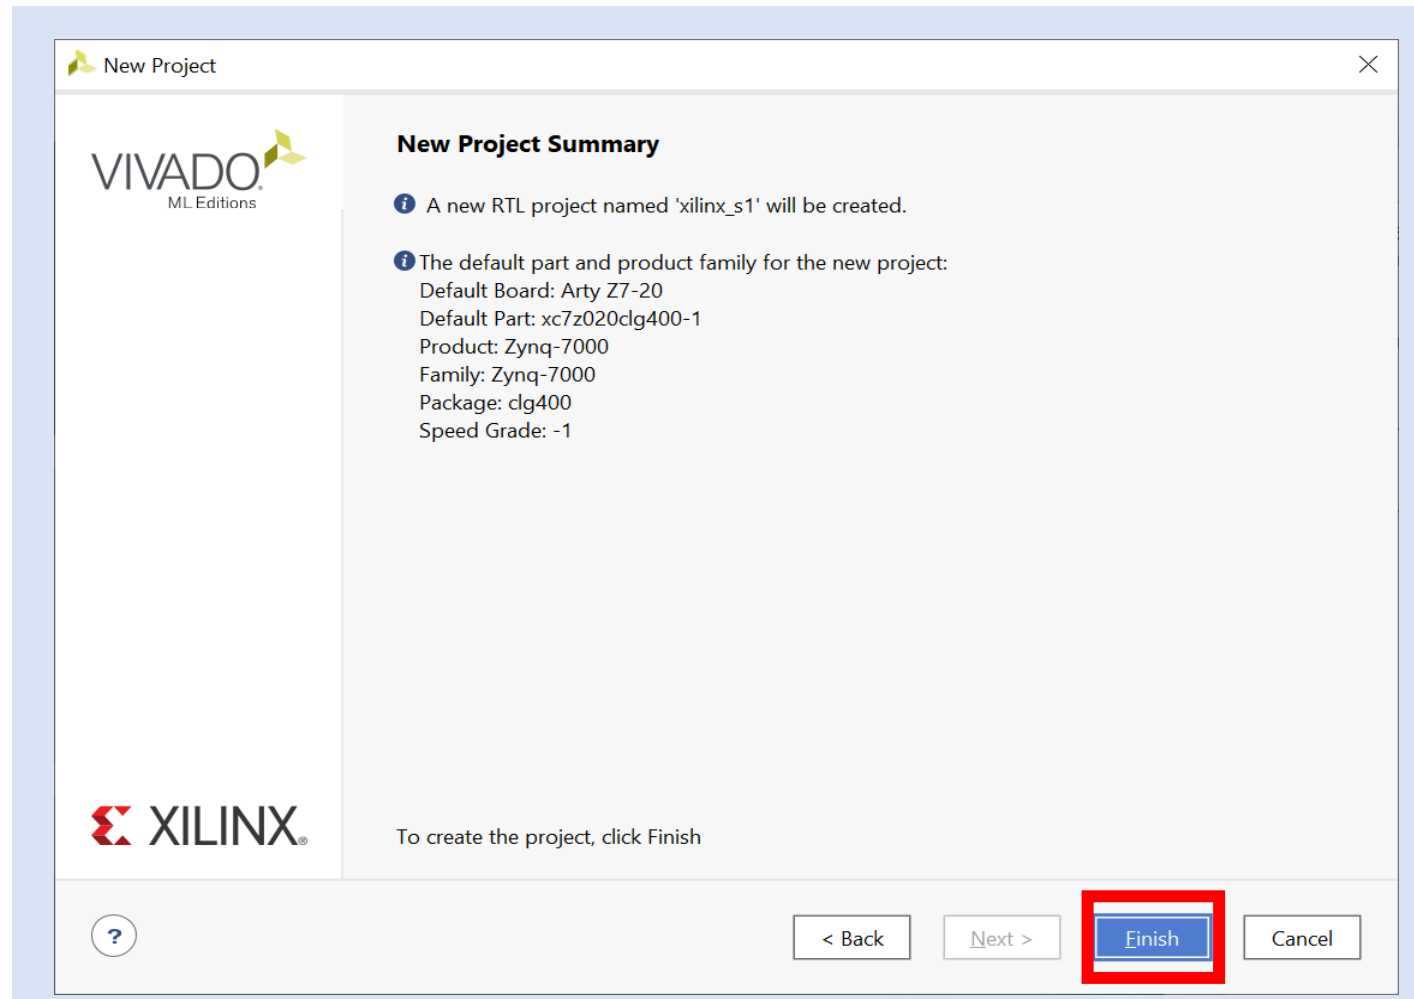 New Project
VIVADO.
ML Editions
New Project Summary
A new RTL project named 'xilinx_s1' will be created.
The default part and product family for the new project:
Default Board: Arty Z7-20
Default Part: xc7z020clg400-1
Product: Zynq-7000
Family: Zynq-7000
Package: clg400
Speed Grade: -1
XILINX®
To create the project, click Finish
?
< Back
Next >
Finish
Cancel